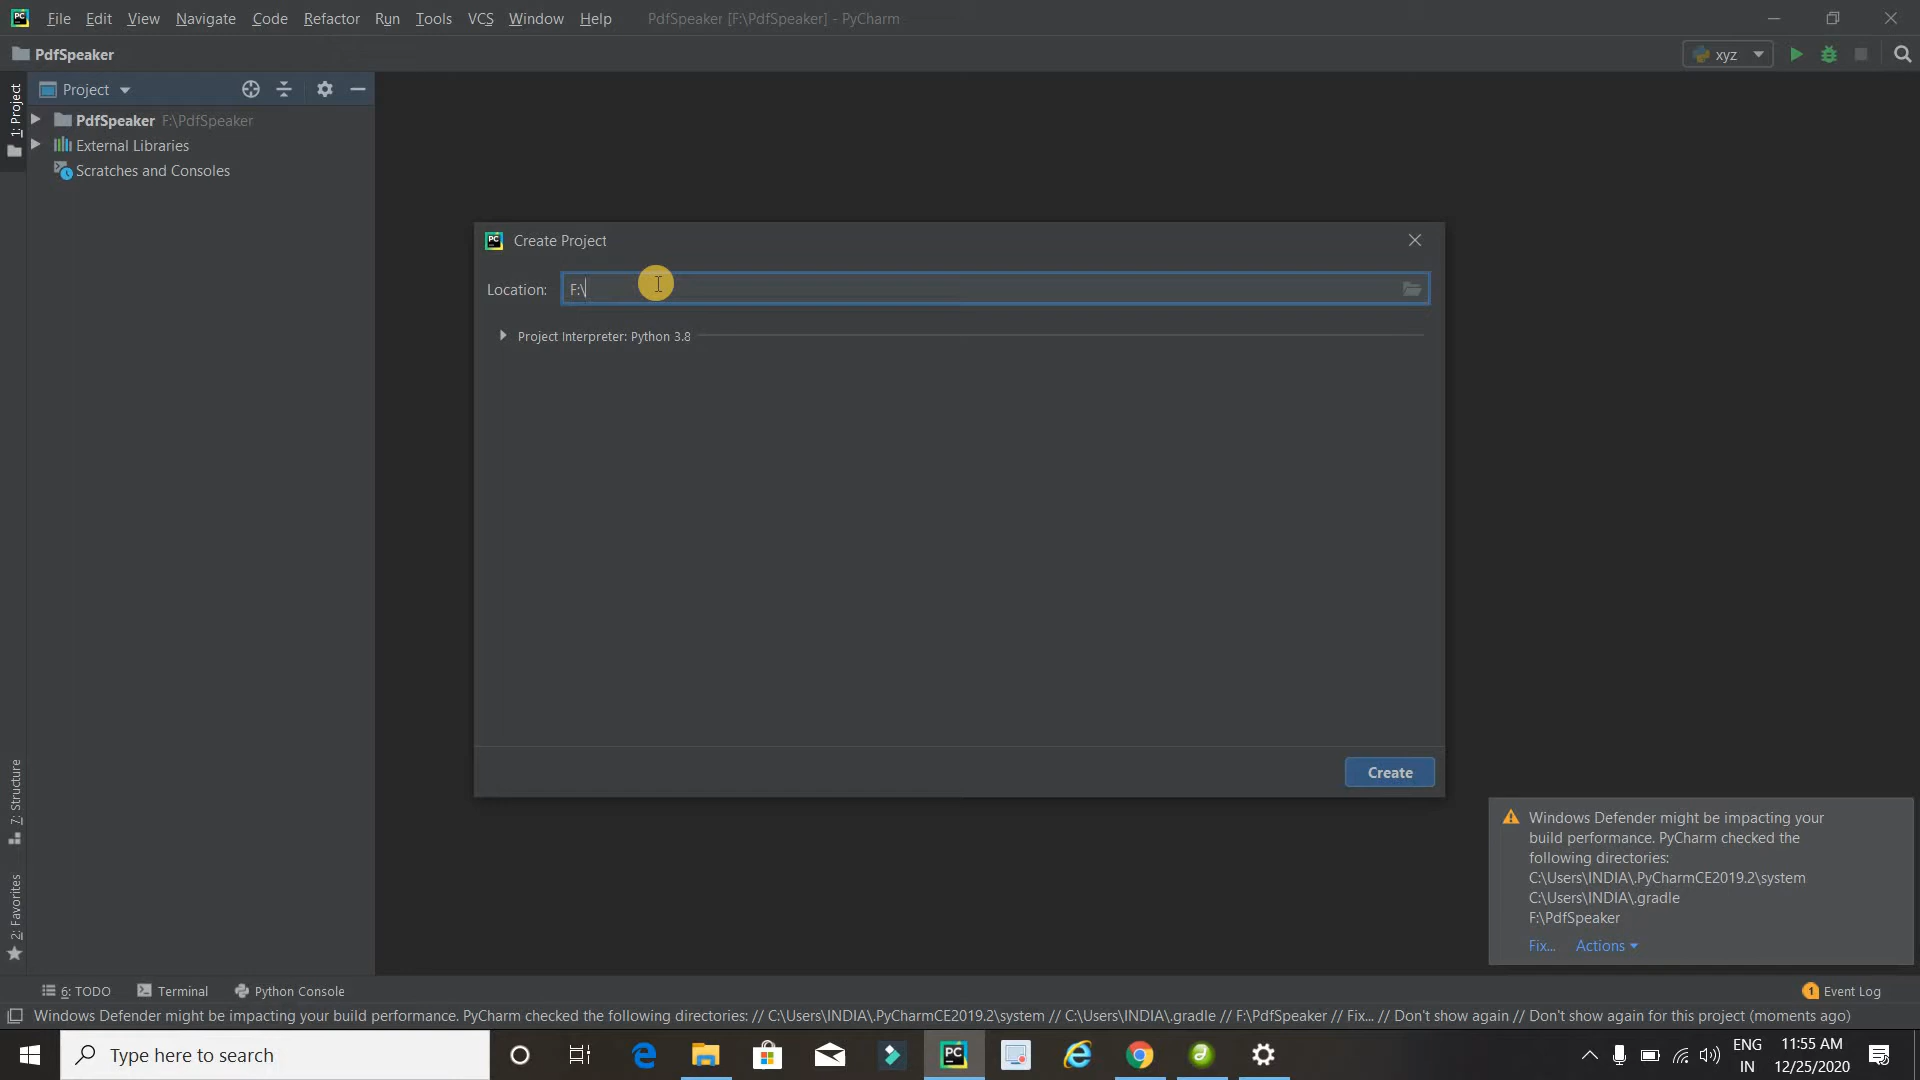 File Edit View Navigate Code Refactor Run Tools VCS Window Help PdfSpeaker [F:\PdfSpeaker] - PyCharm
PdfSpeaker
xyz
Project
PdfSpeaker F:\PdfSpeaker
External Libraries
Scratches and Consoles
1: Project
7: Structure
2: Favorites
Create Project
Location: F:\
Project Interpreter: Python 3.8
Create
Windows Defender might be impacting your
build performance. PyCharm checked the
following directories:
C:\Users\INDIA\.PyCharmCE2019.2\system
C:\Users\INDIA\.gradle
F:\PdfSpeaker
Fix... Actions
6: TODO Terminal Python Console
1 Event Log
Windows Defender might be impacting your build performance. PyCharm checked the following directories: // C:\Users\INDIA\.PyCharmCE2019.2\system // C:\Users\INDIA\.gradle // F:\PdfSpeaker // Fix... // Don't show again // Don't show again for this project (moments ago)
Type here to search
PC
ENG
IN
11:55 AM
12/25/2020